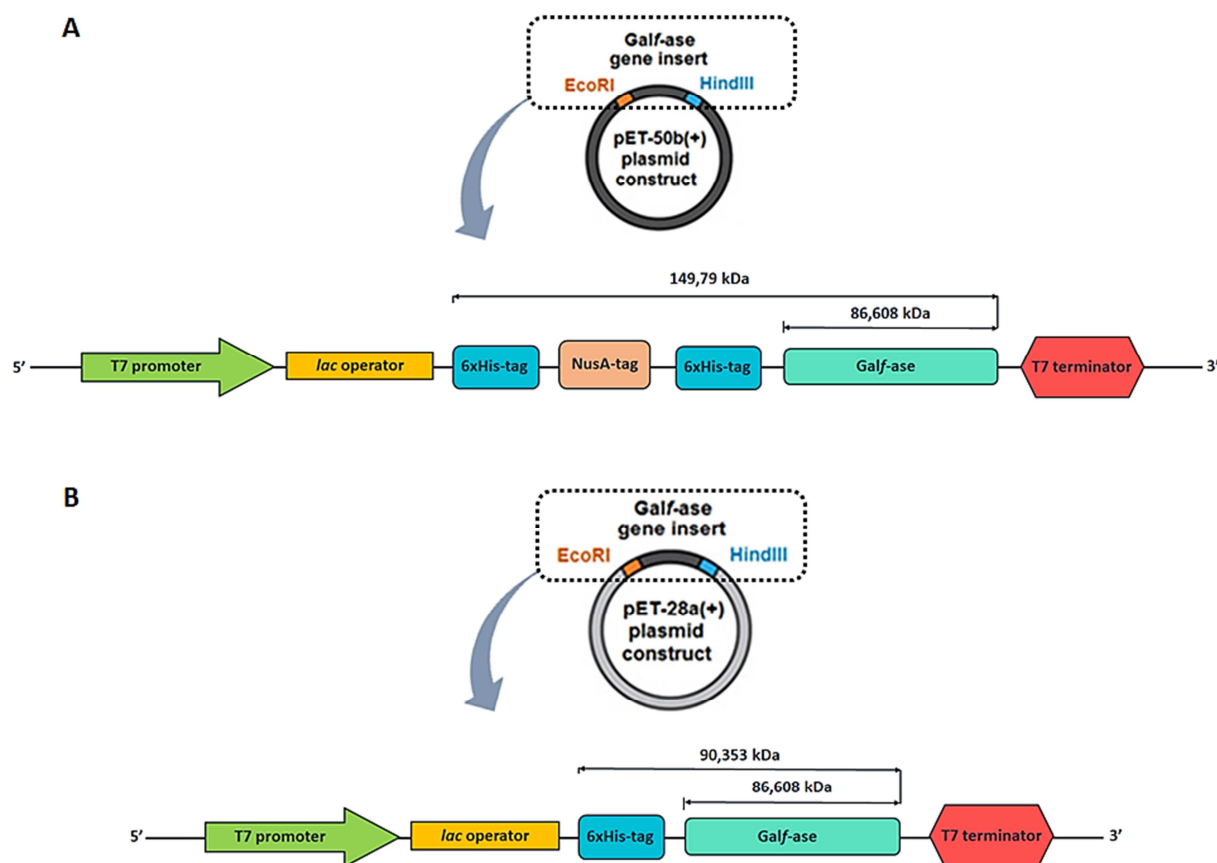 A
Galf-ase
gene insert
EcoRI HindIII
pET-50b(+)
plasmid
construct
149,79 kDa
86,608 kDa
5’ T7 promoter lac operator 6xHis-tag NusA-tag 6xHis-tag Galf-ase T7 terminator 3’
B
Galf-ase
gene insert
EcoRI HindIII
pET-28a(+)
plasmid
construct
90,353 kDa
86,608 kDa
5’ T7 promoter lac operator 6xHis-tag Galf-ase T7 terminator 3’